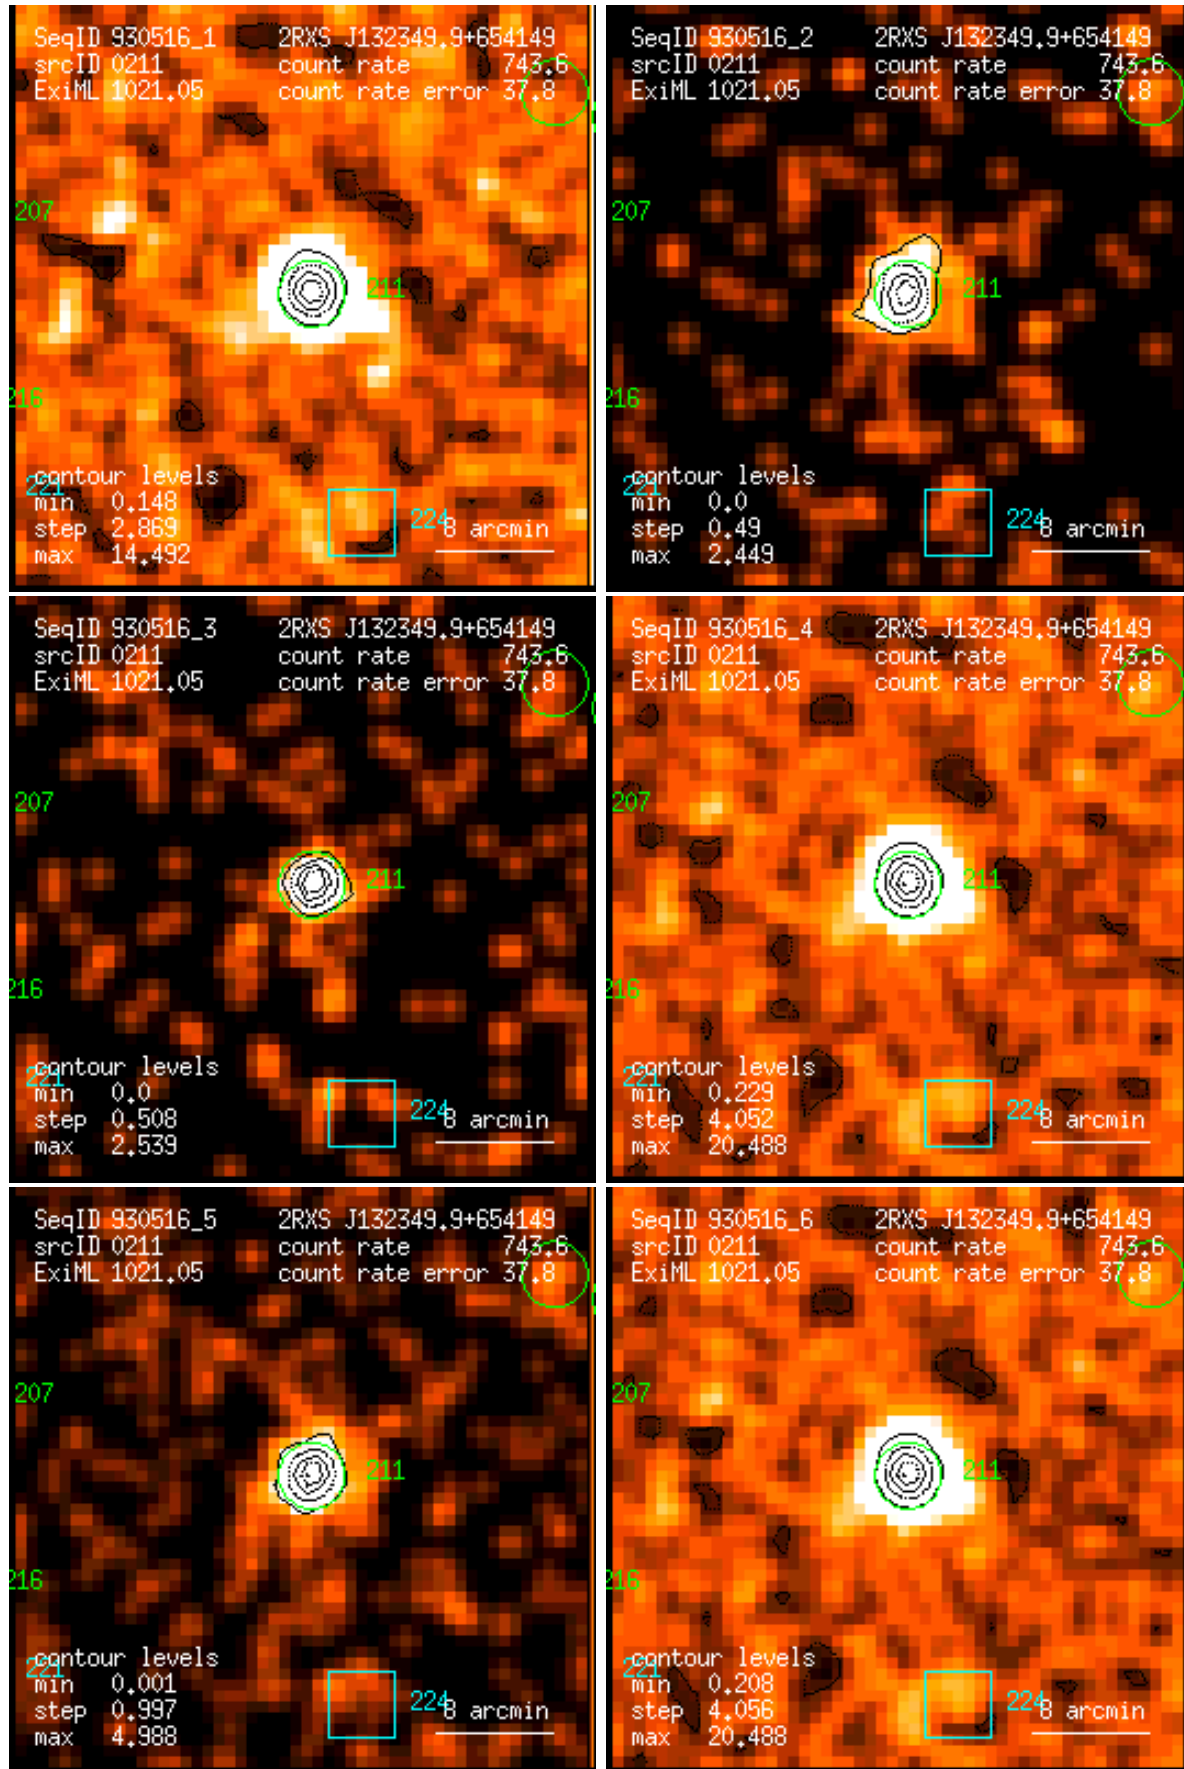 SeqID 930516_1 2RXS J132349.9+654149
srcID 0211 count rate 743.6
ExiML 1021.05 count rate error 37.8
207
211
216
contour levels
221
min 0.148
224
step 2.869 8 arcmin
max 14.492
SeqID 930516_2 2RXS J132349.9+654149
srcID 0211 count rate 743.6
ExiML 1021.05 count rate error 37.8
207
211
216
contour levels
221
min 0.0
224
step 0.49 8 arcmin
max 2.449
SeqID 930516_3 2RXS J132349.9+654149
srcID 0211 count rate 743.6
ExiML 1021.05 count rate error 37.8
207
211
216
contour levels
221
min 0.0
224
step 0.508 8 arcmin
max 2.539
SeqID 930516_4 2RXS J132349.9+654149
srcID 0211 count rate 743.6
ExiML 1021.05 count rate error 37.8
207
211
216
contour levels
221
min 0.229
224
step 4.052 8 arcmin
max 20.488
SeqID 930516_5 2RXS J132349.9+654149
srcID 0211 count rate 743.6
ExiML 1021.05 count rate error 37.8
207
211
216
contour levels
221
min 0.001
224
step 0.997 8 arcmin
max 4.988
SeqID 930516_6 2RXS J132349.9+654149
srcID 0211 count rate 743.6
ExiML 1021.05 count rate error 37.8
207
211
216
contour levels
221
min 0.208
224
step 4.056 8 arcmin
max 20.488